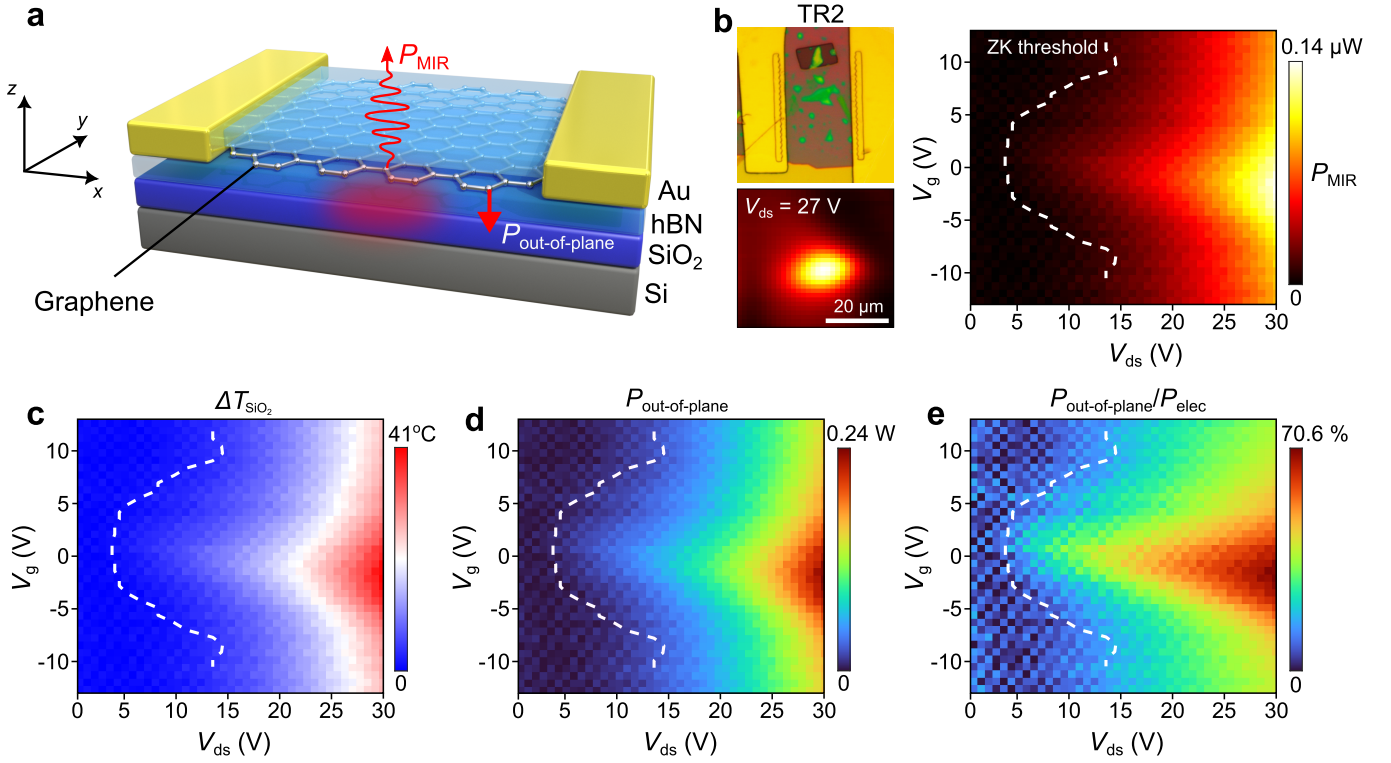 a
P_MIR
z
y
x
Au
hBN
P_out-of-plane
SiO₂
Si
Graphene
b
TR2
V_ds = 27 V
20 µm
ZK threshold
0.14 µW
P_MIR
0
10
5
0
-5
-10
V_g (V)
0 5 10 15 20 25 30
V_ds (V)
c
ΔT_SiO₂
41°C
0
10
5
0
-5
-10
V_g (V)
0 5 10 15 20 25 30
V_ds (V)
d
P_out-of-plane
0.24 W
0
10
5
0
-5
-10
V_g (V)
0 5 10 15 20 25 30
V_ds (V)
e
P_out-of-plane/P_elec
70.6 %
0
10
5
0
-5
-10
V_g (V)
0 5 10 15 20 25 30
V_ds (V)